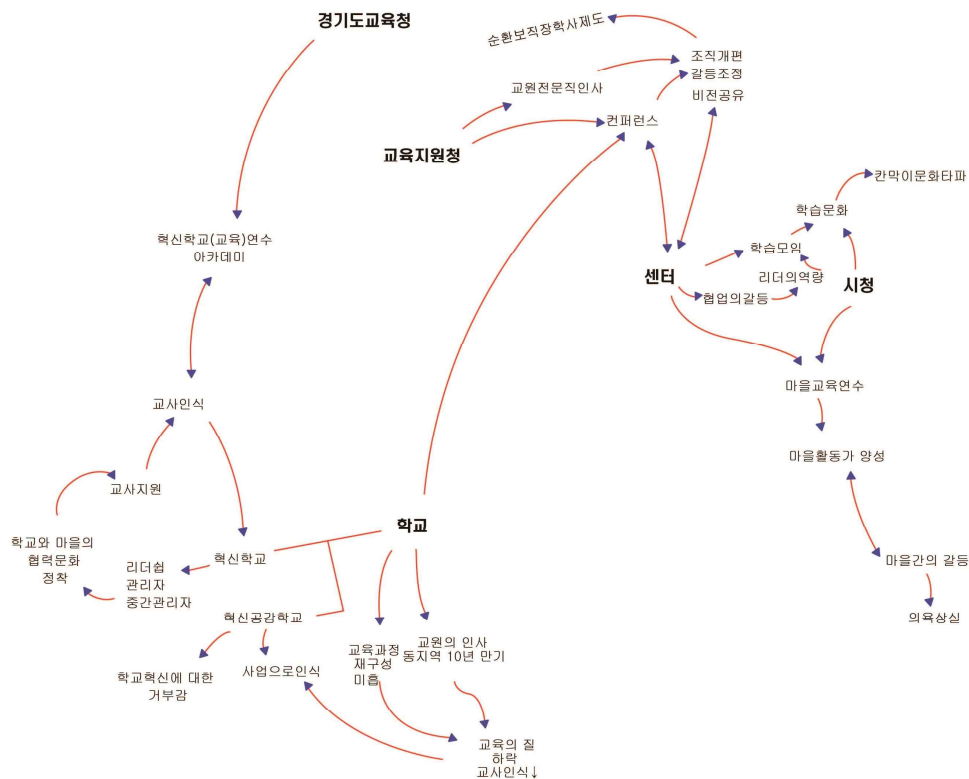 경기도교육청
순환보직장학사제도
조직개편
갈등조정
비전공유
교원전문직인사
컨퍼런스
교육지원청
칸막이문화타파
학습문화
혁신학교(교육)연수
아카데미
학습모임
센터
리더의역량
시청
협업의갈등
마을교육연수
교사인식
마을활동가 양성
교사지원
학교
학교와 마을의
협력문화
정착
혁신학교
리더쉽
관리자
중간관리자
마을간의 갈등
의욕상실
혁신공감학교
교원의 인사
동지역 10년 만기
교육과정
재구성
미흡
학교혁신에 대한
거부감
사업으로인식
교육의 질
하락
교사인식↓